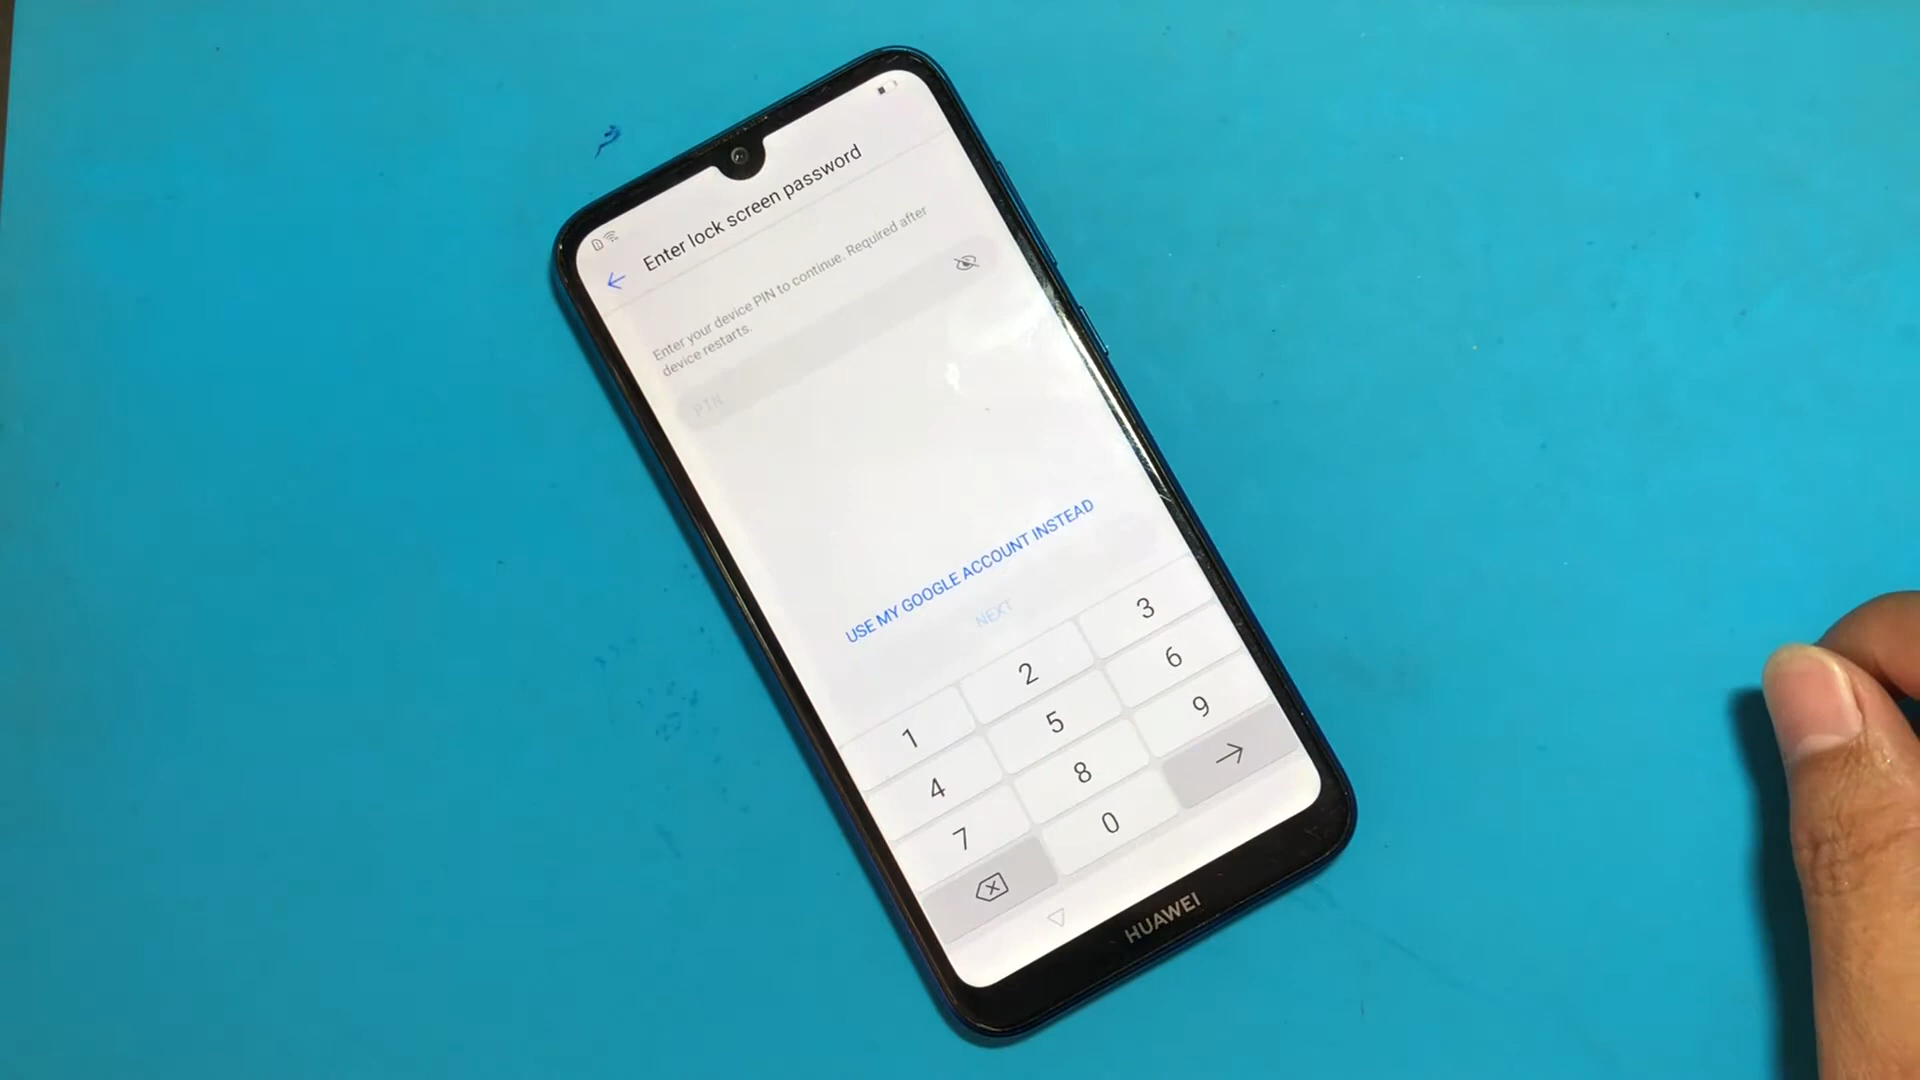 Enter lock screen password
Enter your device PIN to continue. Required after
device restarts.
PIN
USE MY GOOGLE ACCOUNT INSTEAD
NEXT
1 2 3
4 5 6
7 8 9
0
HUAWEI